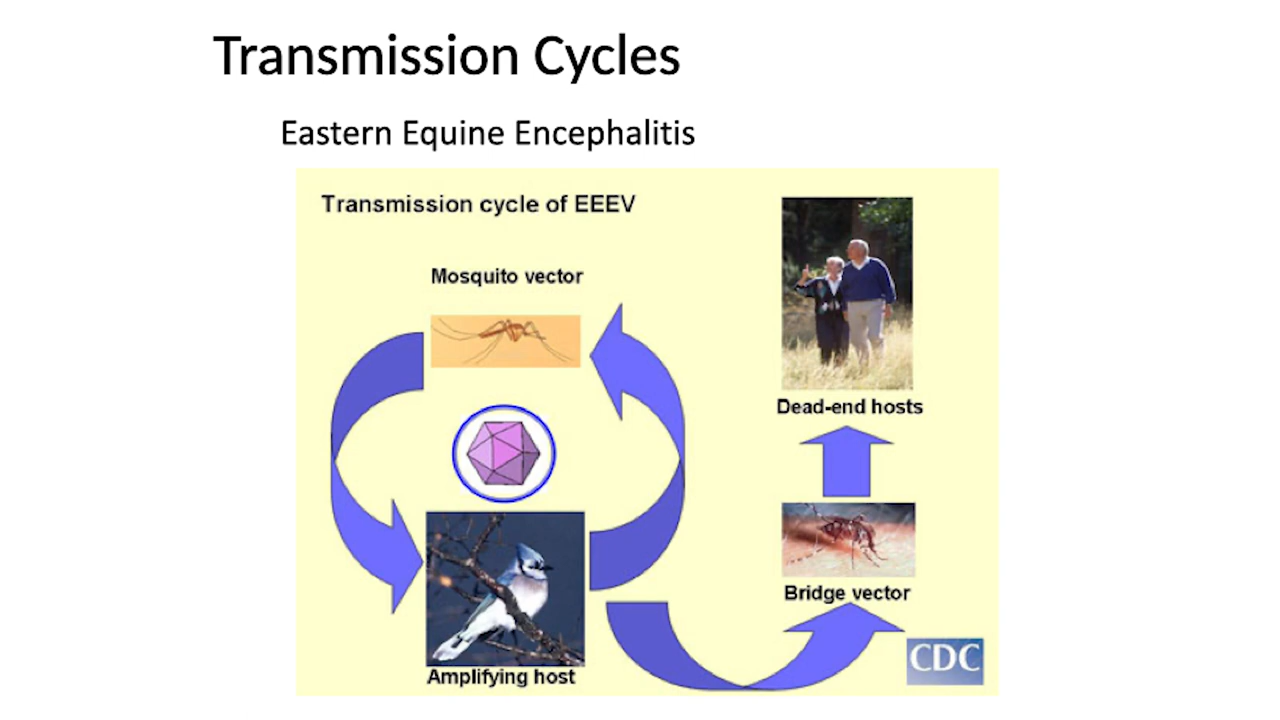 Transmission Cycles
Eastern Equine Encephalitis
Transmission cycle of EEEV
Mosquito vector
Amplifying host
Dead-end hosts
Bridge vector
CDC